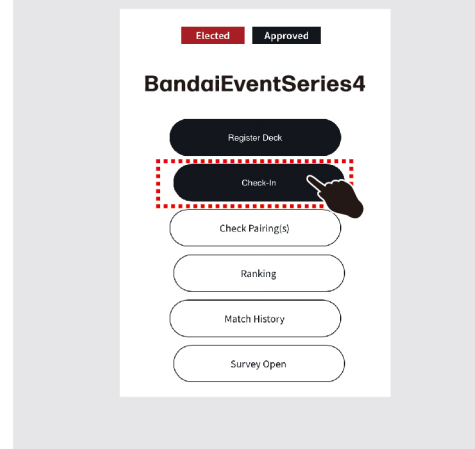 Elected Approved
BandaiEventSeries4
Register Deck
Check-In
Check Pairing(s)
Ranking
Match History
Survey Open